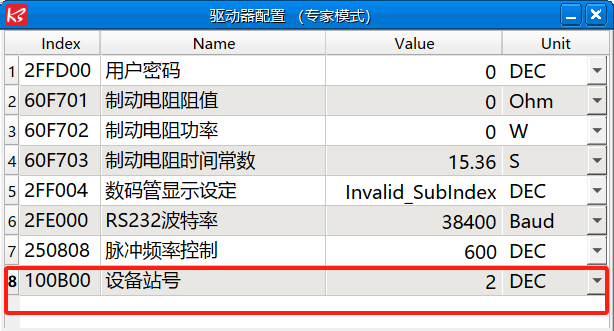 驱动器配置 （专家模式）
Index Name Value Unit
1 2FFD00 用户密码 0 DEC
2 60F701 制动电阻阻值 0 Ohm
3 60F702 制动电阻功率 0 W
4 60F703 制动电阻时间常数 15.36 S
5 2FF004 数码管显示设定 Invalid_SubIndex DEC
6 2FE000 RS232波特率 38400 Baud
7 250808 脉冲频率控制 600 DEC
8 100B00 设备站号 2 DEC